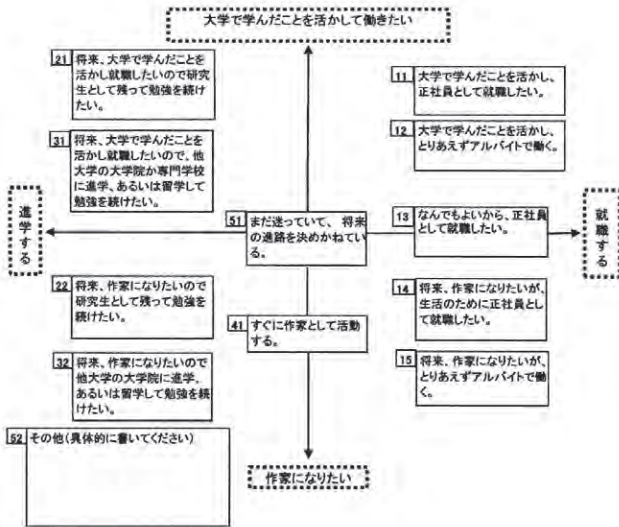 大学で学んだことを活かして働きたい
21 将来、大学で学んだことを
活かし就職したいので研究
生として残って勉強を続け
たい。
11 大学で学んだことを活かし、
正社員として就職したい。
31 将来、大学で学んだことを
活かし就職したいので、他
大学の大学院か専門学校
に進学、あるいは留学して
勉強を続けたい。
12 大学で学んだことを活かし、
とりあえずアルバイトで働く。
進学する
51 まだ迷っていて、将来
の進路を決めかねてい
る。
13 なんでもよいから、正社員
として就職したい。
就職する
22 将来、作家になりたいので
研究生として残って勉強を
続けたい。
14 将来、作家になりたいが、
生活のために正社員とし
て就職したい。
41 すぐに作家として活動
する。
32 将来、作家になりたいので
他大学の大学院に進学、
あるいは留学して勉強を続
けたい。
15 将来、作家になりたいが、
とりあえずアルバイトで働
く。
52 その他(具体的に書いてください)
作家になりたい